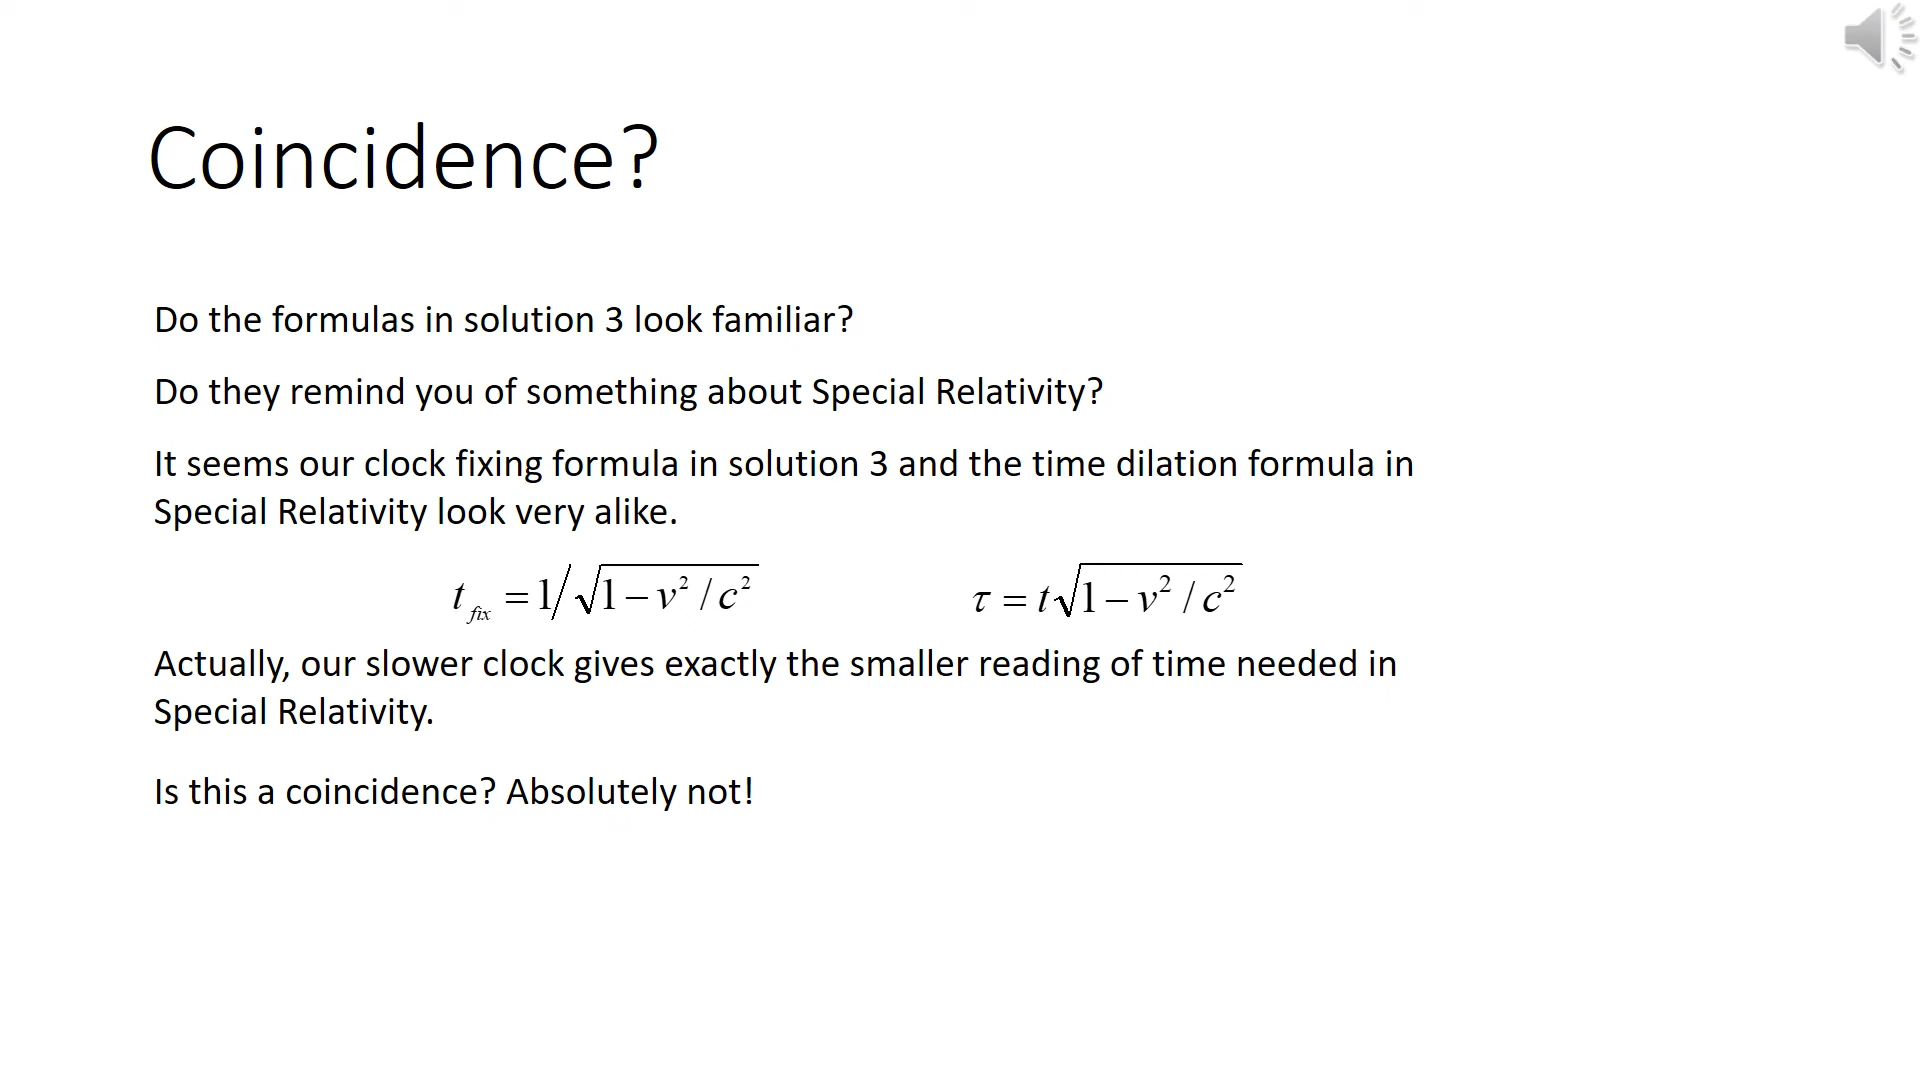 Coincidence?
Do the formulas in solution 3 look familiar?
Do they remind you of something about Special Relativity?
It seems our clock fixing formula in solution 3 and the time dilation formula in
Special Relativity look very alike.
t_fix = 1/√(1 − v²/c²)    τ = t√(1 − v²/c²)
Actually, our slower clock gives exactly the smaller reading of time needed in
Special Relativity.
Is this a coincidence? Absolutely not!